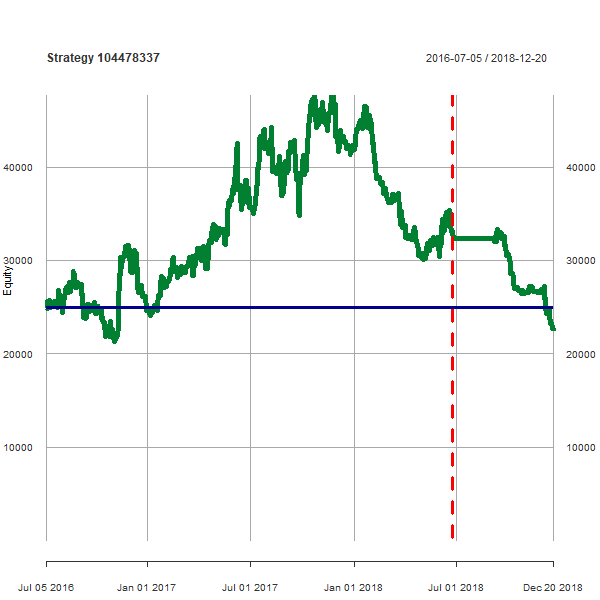 Strategy 104478337
2016-07-05 / 2018-12-20
Equity
40000
40000
30000
30000
20000
20000
10000
10000
Jul 05 2016
Jan 01 2017
Jul 01 2017
Jan 01 2018
Jul 01 2018
Dec 20 2018